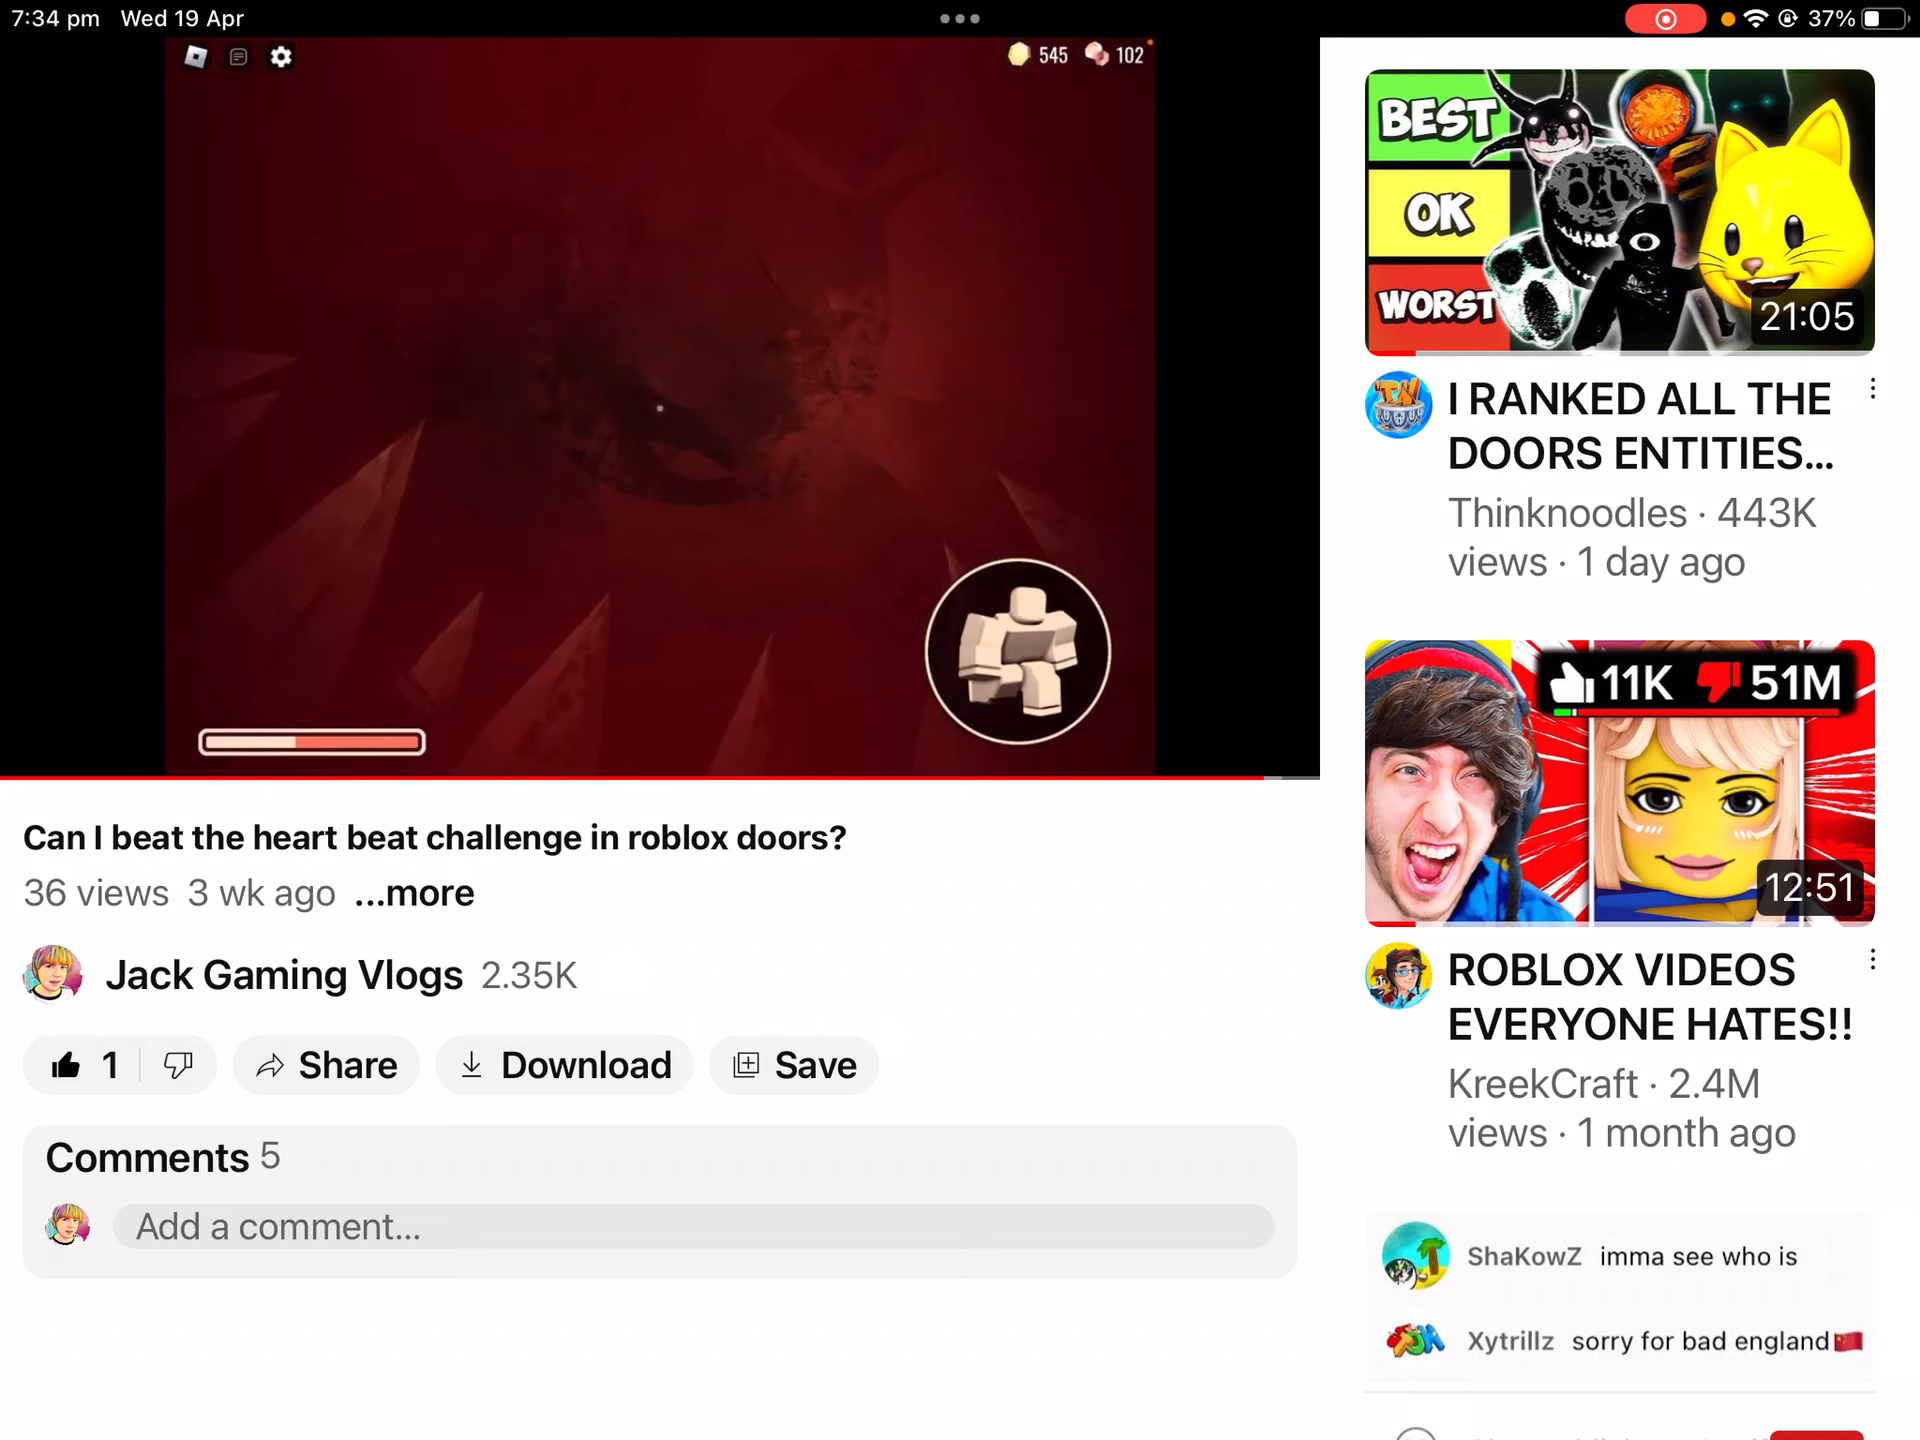 7:34 pm Wed 19 Apr
37%
545 102
Can I beat the heart beat challenge in roblox doors?
36 views 3 wk ago ...more
Jack Gaming Vlogs 2.35K
1 Share Download Save
Comments 5
Add a comment...
BEST
OK
WORST
21:05
I RANKED ALL THE
DOORS ENTITIES...
Thinknoodles · 443K
views · 1 day ago
11K 51M
12:51
ROBLOX VIDEOS
EVERYONE HATES!!
KreekCraft · 2.4M
views · 1 month ago
ShaKowZ imma see who is
Xytrillz sorry for bad england